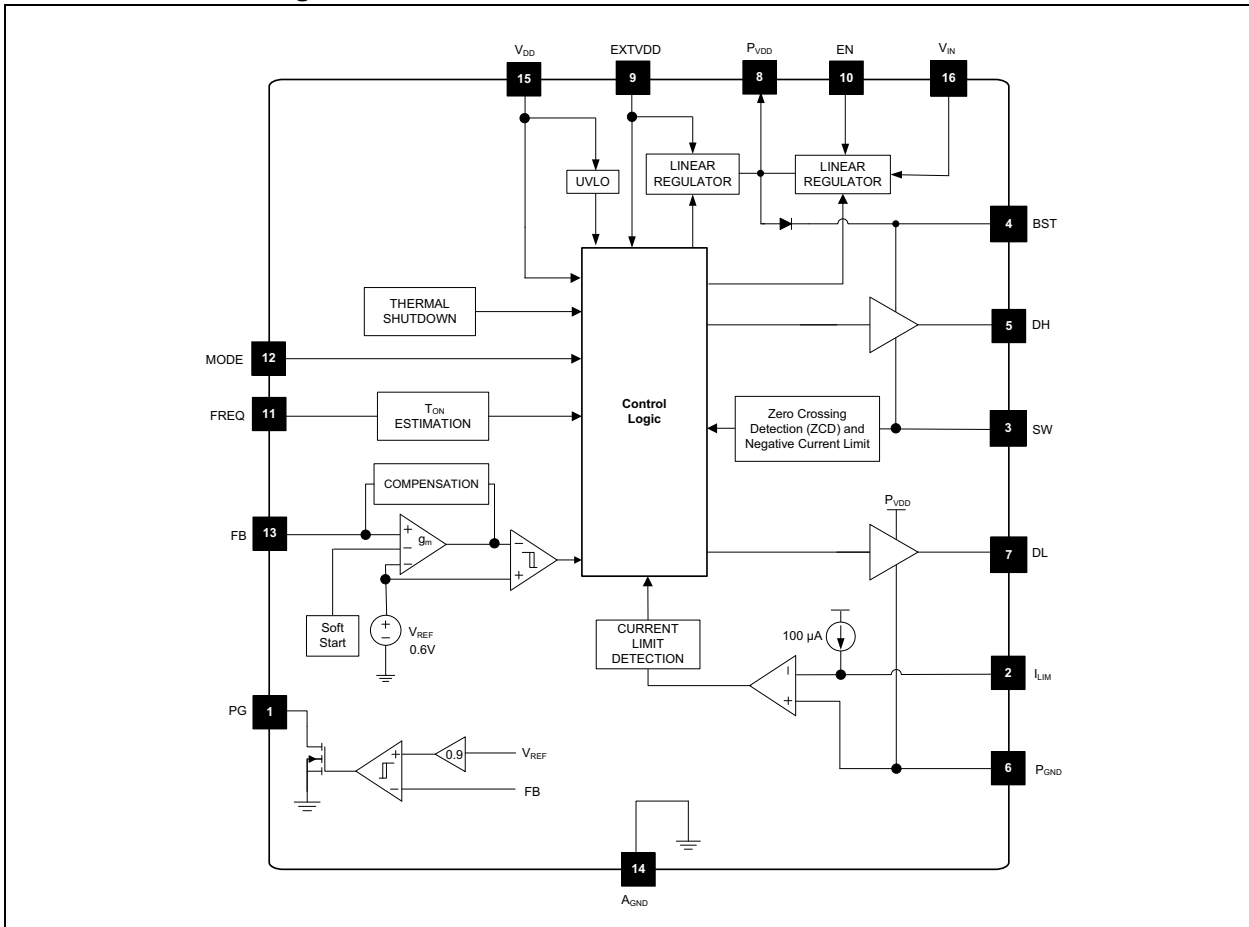 g
VDD
EXTVDD
PVDD
EN
VIN
15
9
8
10
16
UVLO
LINEAR
REGULATOR
LINEAR
REGULATOR
4
BST
THERMAL
SHUTDOWN
5
DH
MODE
12
FREQ
11
TON
ESTIMATION
Control
Logic
Zero Crossing
Detection (ZCD) and
Negative Current Limit
3
SW
COMPENSATION
PVDD
FB
13
+
gm
−
−
−
+
7
DL
Soft
Start
+
−
VREF
0.6V
CURRENT
LIMIT
DETECTION
100 µA
−
+
2
ILIM
PG
1
+
−
0.9
VREF
FB
6
PGND
14
AGND